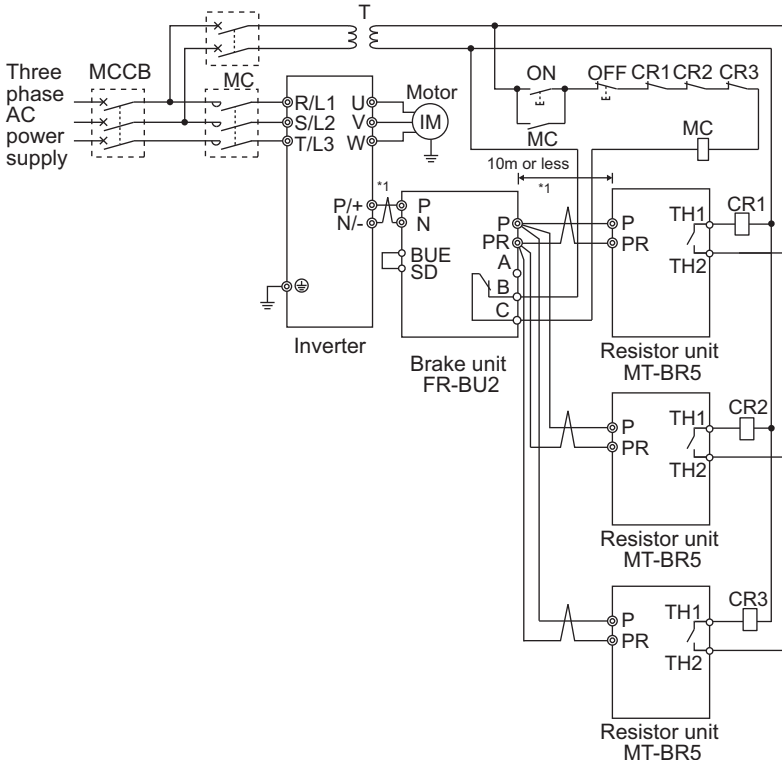 T
Three
phase
AC
power
supply
MCCB
MC
ON
OFF
CR1
CR2
CR3
MC
MC
R/L1
S/L2
T/L3
U
V
W
Motor
IM
P/+
N/-
*1
Inverter
P
N
BUE
SD
P
PR
A
B
C
Brake unit
FR-BU2
10m or less
*1
P
PR
TH1
TH2
CR1
Resistor unit
MT-BR5
P
PR
TH1
TH2
CR2
Resistor unit
MT-BR5
P
PR
TH1
TH2
CR3
Resistor unit
MT-BR5